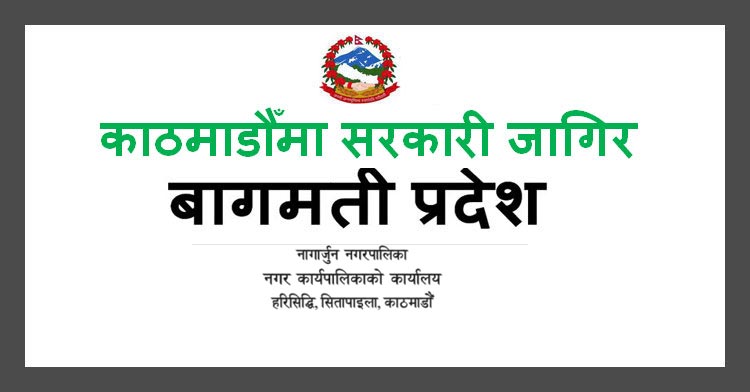 काठमाडौँमा सरकारी जागिर
बागमती प्रदेश
नागार्जुन नगरपालिका
नगर कार्यपालिकाको कार्यालय
हरिसिद्धि, सितापाइला, काठमाडौं